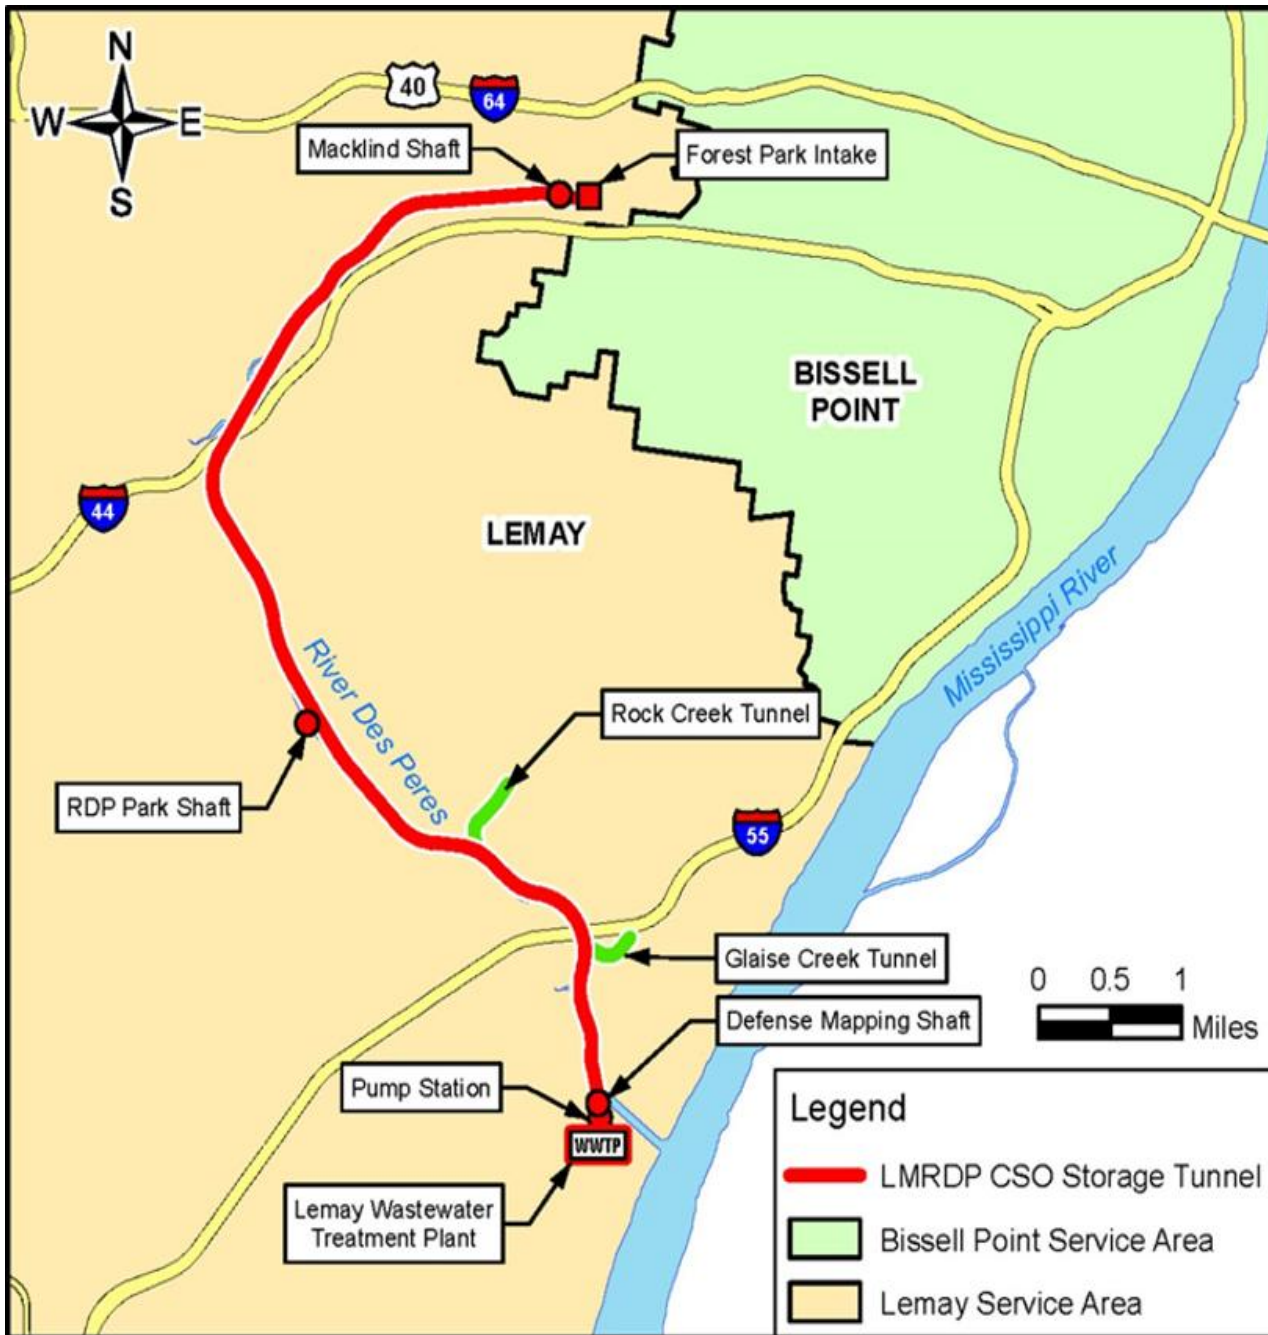 N
W
E
S
40
64
Macklind Shaft
Forest Park Intake
BISSELL
POINT
44
LEMAY
Mississippi River
River Des Peres
Rock Creek Tunnel
RDP Park Shaft
55
Glaise Creek Tunnel
0 0.5 1
Miles
Defense Mapping Shaft
Pump Station
WWTP
Lemay Wastewater
Treatment Plant
Legend
LMRDP CSO Storage Tunnel
Bissell Point Service Area
Lemay Service Area